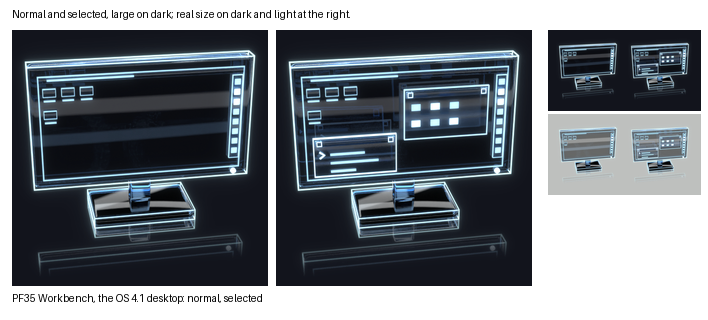 Normal and selected, large on dark; real size on dark and light at the right.
PF35 Workbench, the OS 4.1 desktop: normal, selected